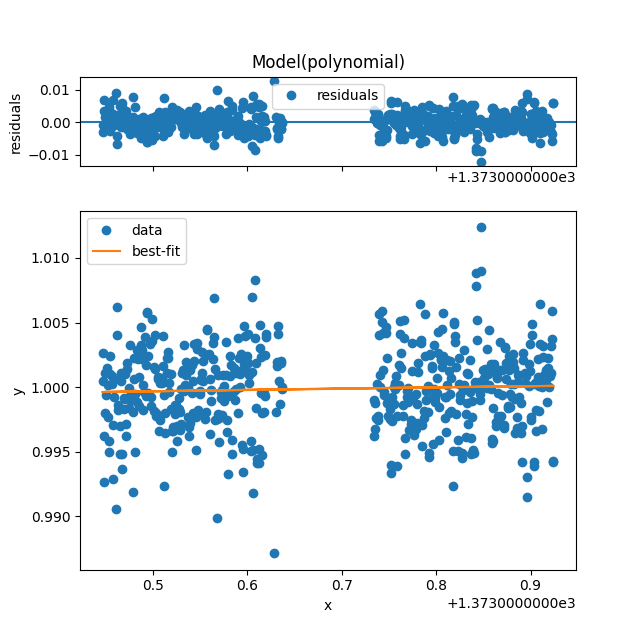 Model(polynomial)
residuals
0.01
0.00
−0.01
residuals
+1.3730000000e3
data
best-fit
y
1.010
1.005
1.000
0.995
0.990
0.5
0.6
0.7
0.8
0.9
x
+1.3730000000e3